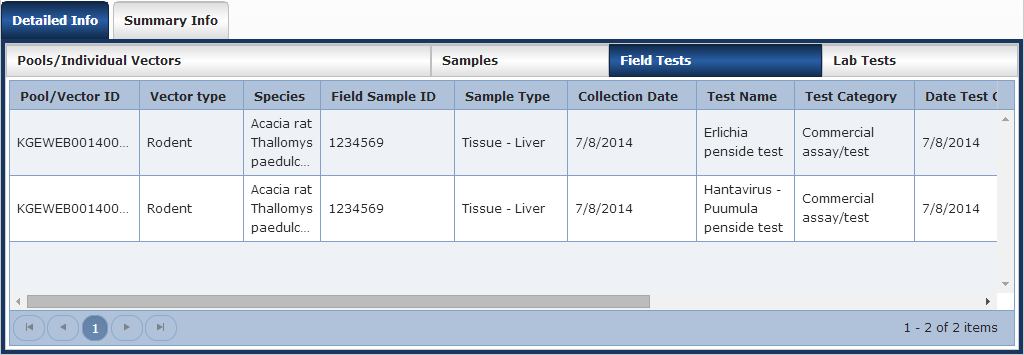 Detailed Info Summary Info
Pools/Individual Vectors Samples Field Tests Lab Tests
Pool/Vector ID Vector type Species Field Sample ID Sample Type Collection Date Test Name Test Category Date Test C
KGEWEB001400... Rodent Acacia rat Thallomys paedulc... 1234569 Tissue - Liver 7/8/2014 Erlichia penside test Commercial assay/test 7/8/2014
KGEWEB001400... Rodent Acacia rat Thallomys paedulc... 1234569 Tissue - Liver 7/8/2014 Hantavirus - Puumula penside test Commercial assay/test 7/8/2014
1 1 - 2 of 2 items